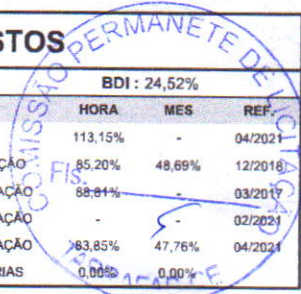 STOS
BDI : 24,52%
HORA MES REF.
113,15% - 04/2021
AÇÃO 85,20% 48,69% 12/2018
AÇÃO 88,81% - 03/2017
AÇÃO - - 02/2021
AÇÃO 83,85% 47,76% 04/2021
RIAS 0,00% 0,00%
COMISSÃO PERMANETE DE LICITAÇÃO
Fls.